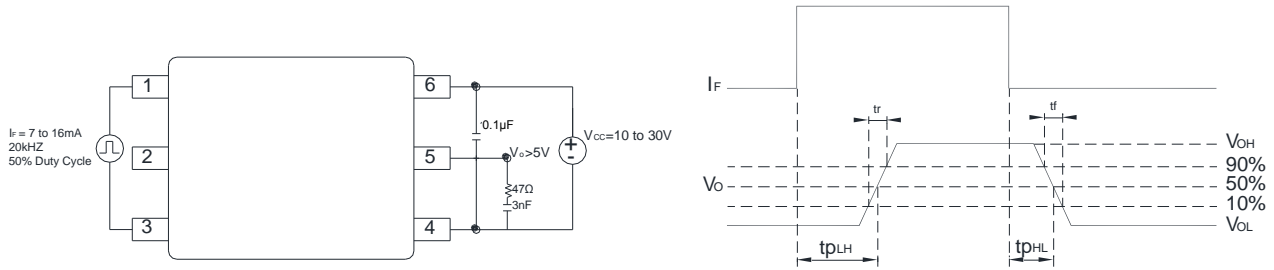 IF = 7 to 16mA
20kHZ
50% Duty Cycle
1
2
3
6
5
4
0.1µF
Vo>5V
47Ω
3nF
VCC=10 to 30V
IF
tr
tf
VO
VOH
90%
50%
10%
VOL
tpLH
tpHL